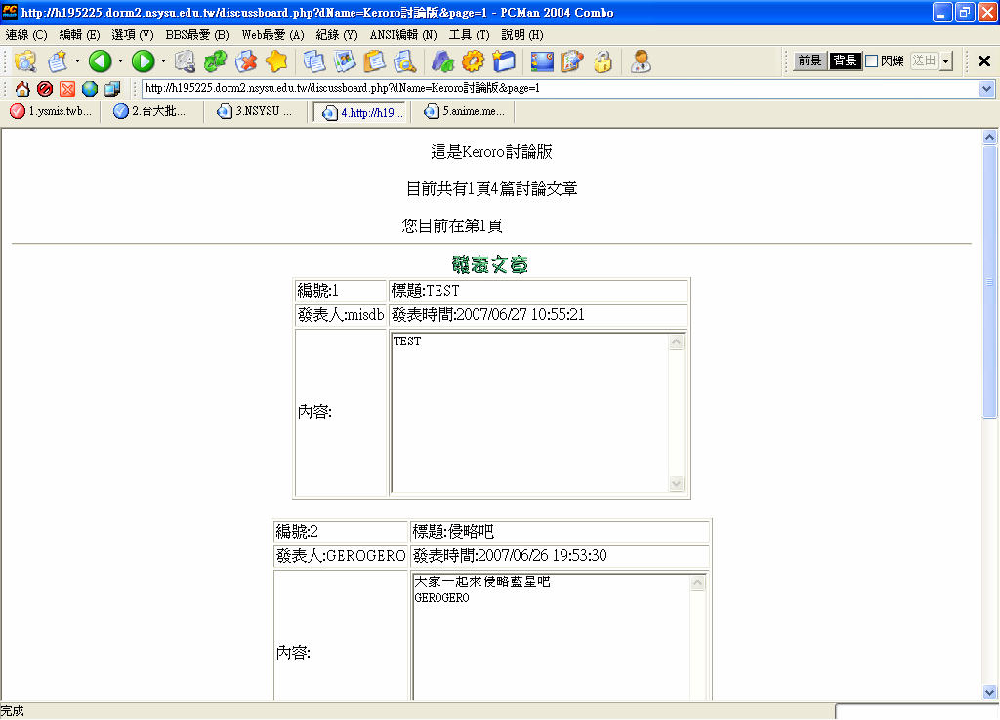 http://h195225.dorm2.nsysu.edu.tw/discussboard.php?dName=Keroro討論版&page=1 - PCMan 2004 Combo
連線 (C) 編輯 (E) 選項 (V) BBS最愛 (B) Web最愛 (A) 紀錄 (Y) ANSI編輯 (N) 工具 (T) 說明 (H)
前景 背景 閃爍 送出
http://h195225.dorm2.nsysu.edu.tw/discussboard.php?dName=Keroro討論版&page=1
1.ysmis.twb... 2.台大批... 3.NSYSU ... 4.http://h19... 5.anime.me...
這是Keroro討論版
目前共有1頁4篇討論文章
您目前在第1頁
發表文章
編號:1 標題:TEST
發表人:misdb 發表時間:2007/06/27 10:55:21
TEST
內容:
編號:2 標題:侵略吧
發表人:GEROGERO 發表時間:2007/06/26 19:53:30
大家一起來侵略藍星吧
GEROGERO
內容:
完成